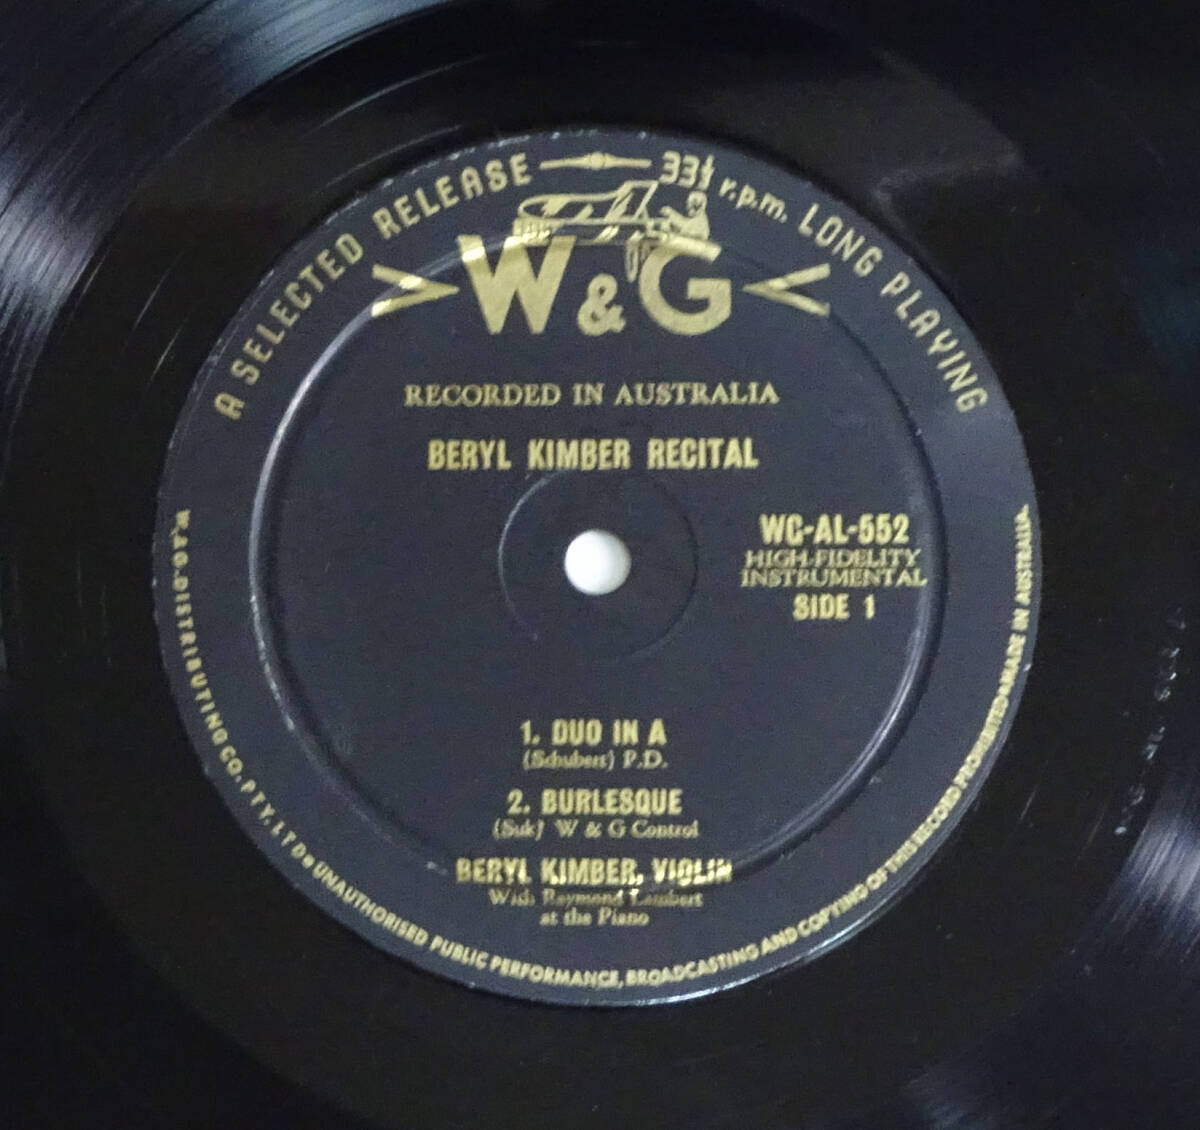 A SELECTED RELEASE 33⅓ r.p.m. LONG PLAYING
W & G
RECORDED IN AUSTRALIA
BERYL KIMBER RECITAL
WG-AL-552
HIGH-FIDELITY
INSTRUMENTAL
SIDE 1
1. DUO IN A
(Schubert) P.D.
2. BURLESQUE
(Suk) W & G Control
BERYL KIMBER, VIOLIN
With Raymond Lambert
at the Piano
W. & G. DISTRIBUTING CO. PTY. LTD • UNAUTHORISED PUBLIC PERFORMANCE, BROADCASTING AND COPYING OF THIS RECORD PROHIBITED • MADE IN AUSTRALIA.